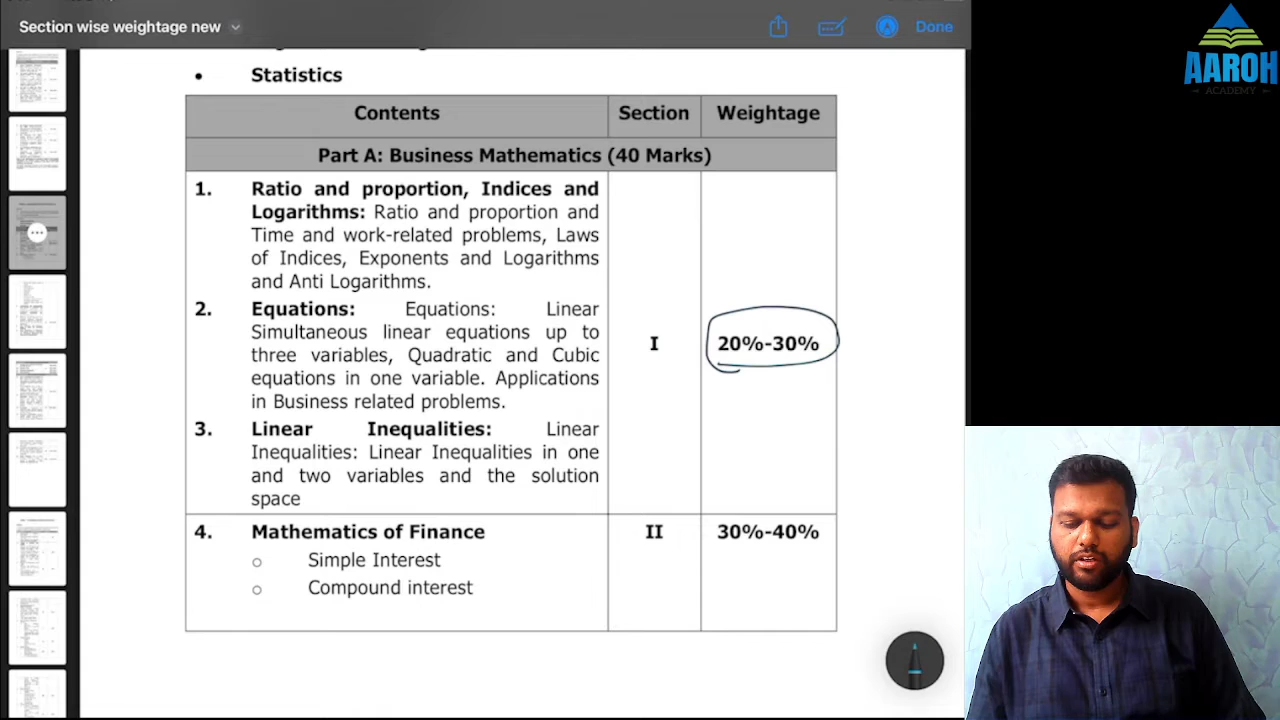 Section wise weightage new
Done
AAROH
ACADEMY
• Statistics
Contents Section Weightage
Part A: Business Mathematics (40 Marks)
1. Ratio and proportion, Indices and
Logarithms: Ratio and proportion and
Time and work-related problems, Laws
of Indices, Exponents and Logarithms
and Anti Logarithms.
2. Equations: Equations: Linear
Simultaneous linear equations up to
three variables, Quadratic and Cubic
equations in one variable. Applications
in Business related problems.
I 20%-30%
3. Linear Inequalities: Linear
Inequalities: Linear Inequalities in one
and two variables and the solution
space
4. Mathematics of Finance II 30%-40%
○ Simple Interest
○ Compound interest